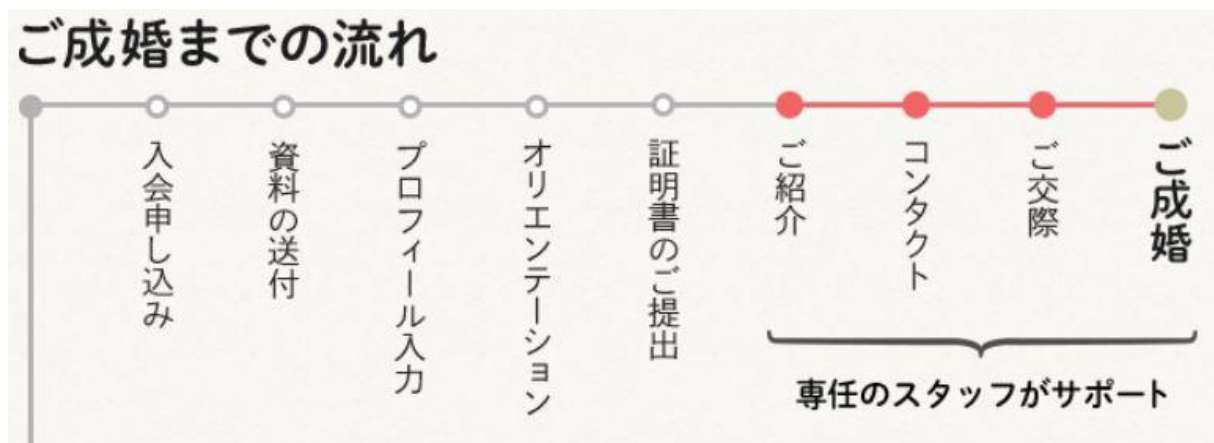 ご成婚までの流れ
入会申し込み
資料の送付
プロフィール入力
オリエンテーション
証明書のご提出
ご紹介
コンタクト
ご交際
ご成婚
専任のスタッフがサポート